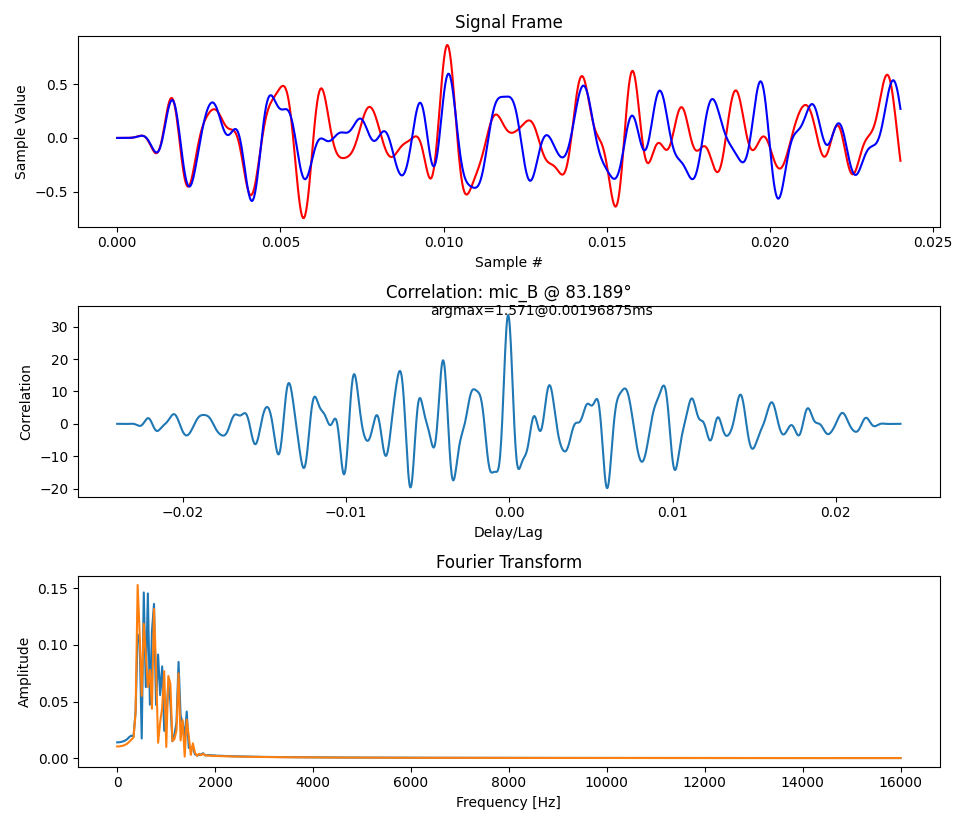 Signal Frame
Sample Value
0.5
0.0
−0.5
0.000 0.005 0.010 0.015 0.020 0.025
Sample #
Correlation: mic_B @ 83.189°
argmax=1.571@0.00196875ms
Correlation
30
20
10
0
−10
−20
−0.02 −0.01 0.00 0.01 0.02
Delay/Lag
Fourier Transform
Amplitude
0.15
0.10
0.05
0.00
0 2000 4000 6000 8000 10000 12000 14000 16000
Frequency [Hz]